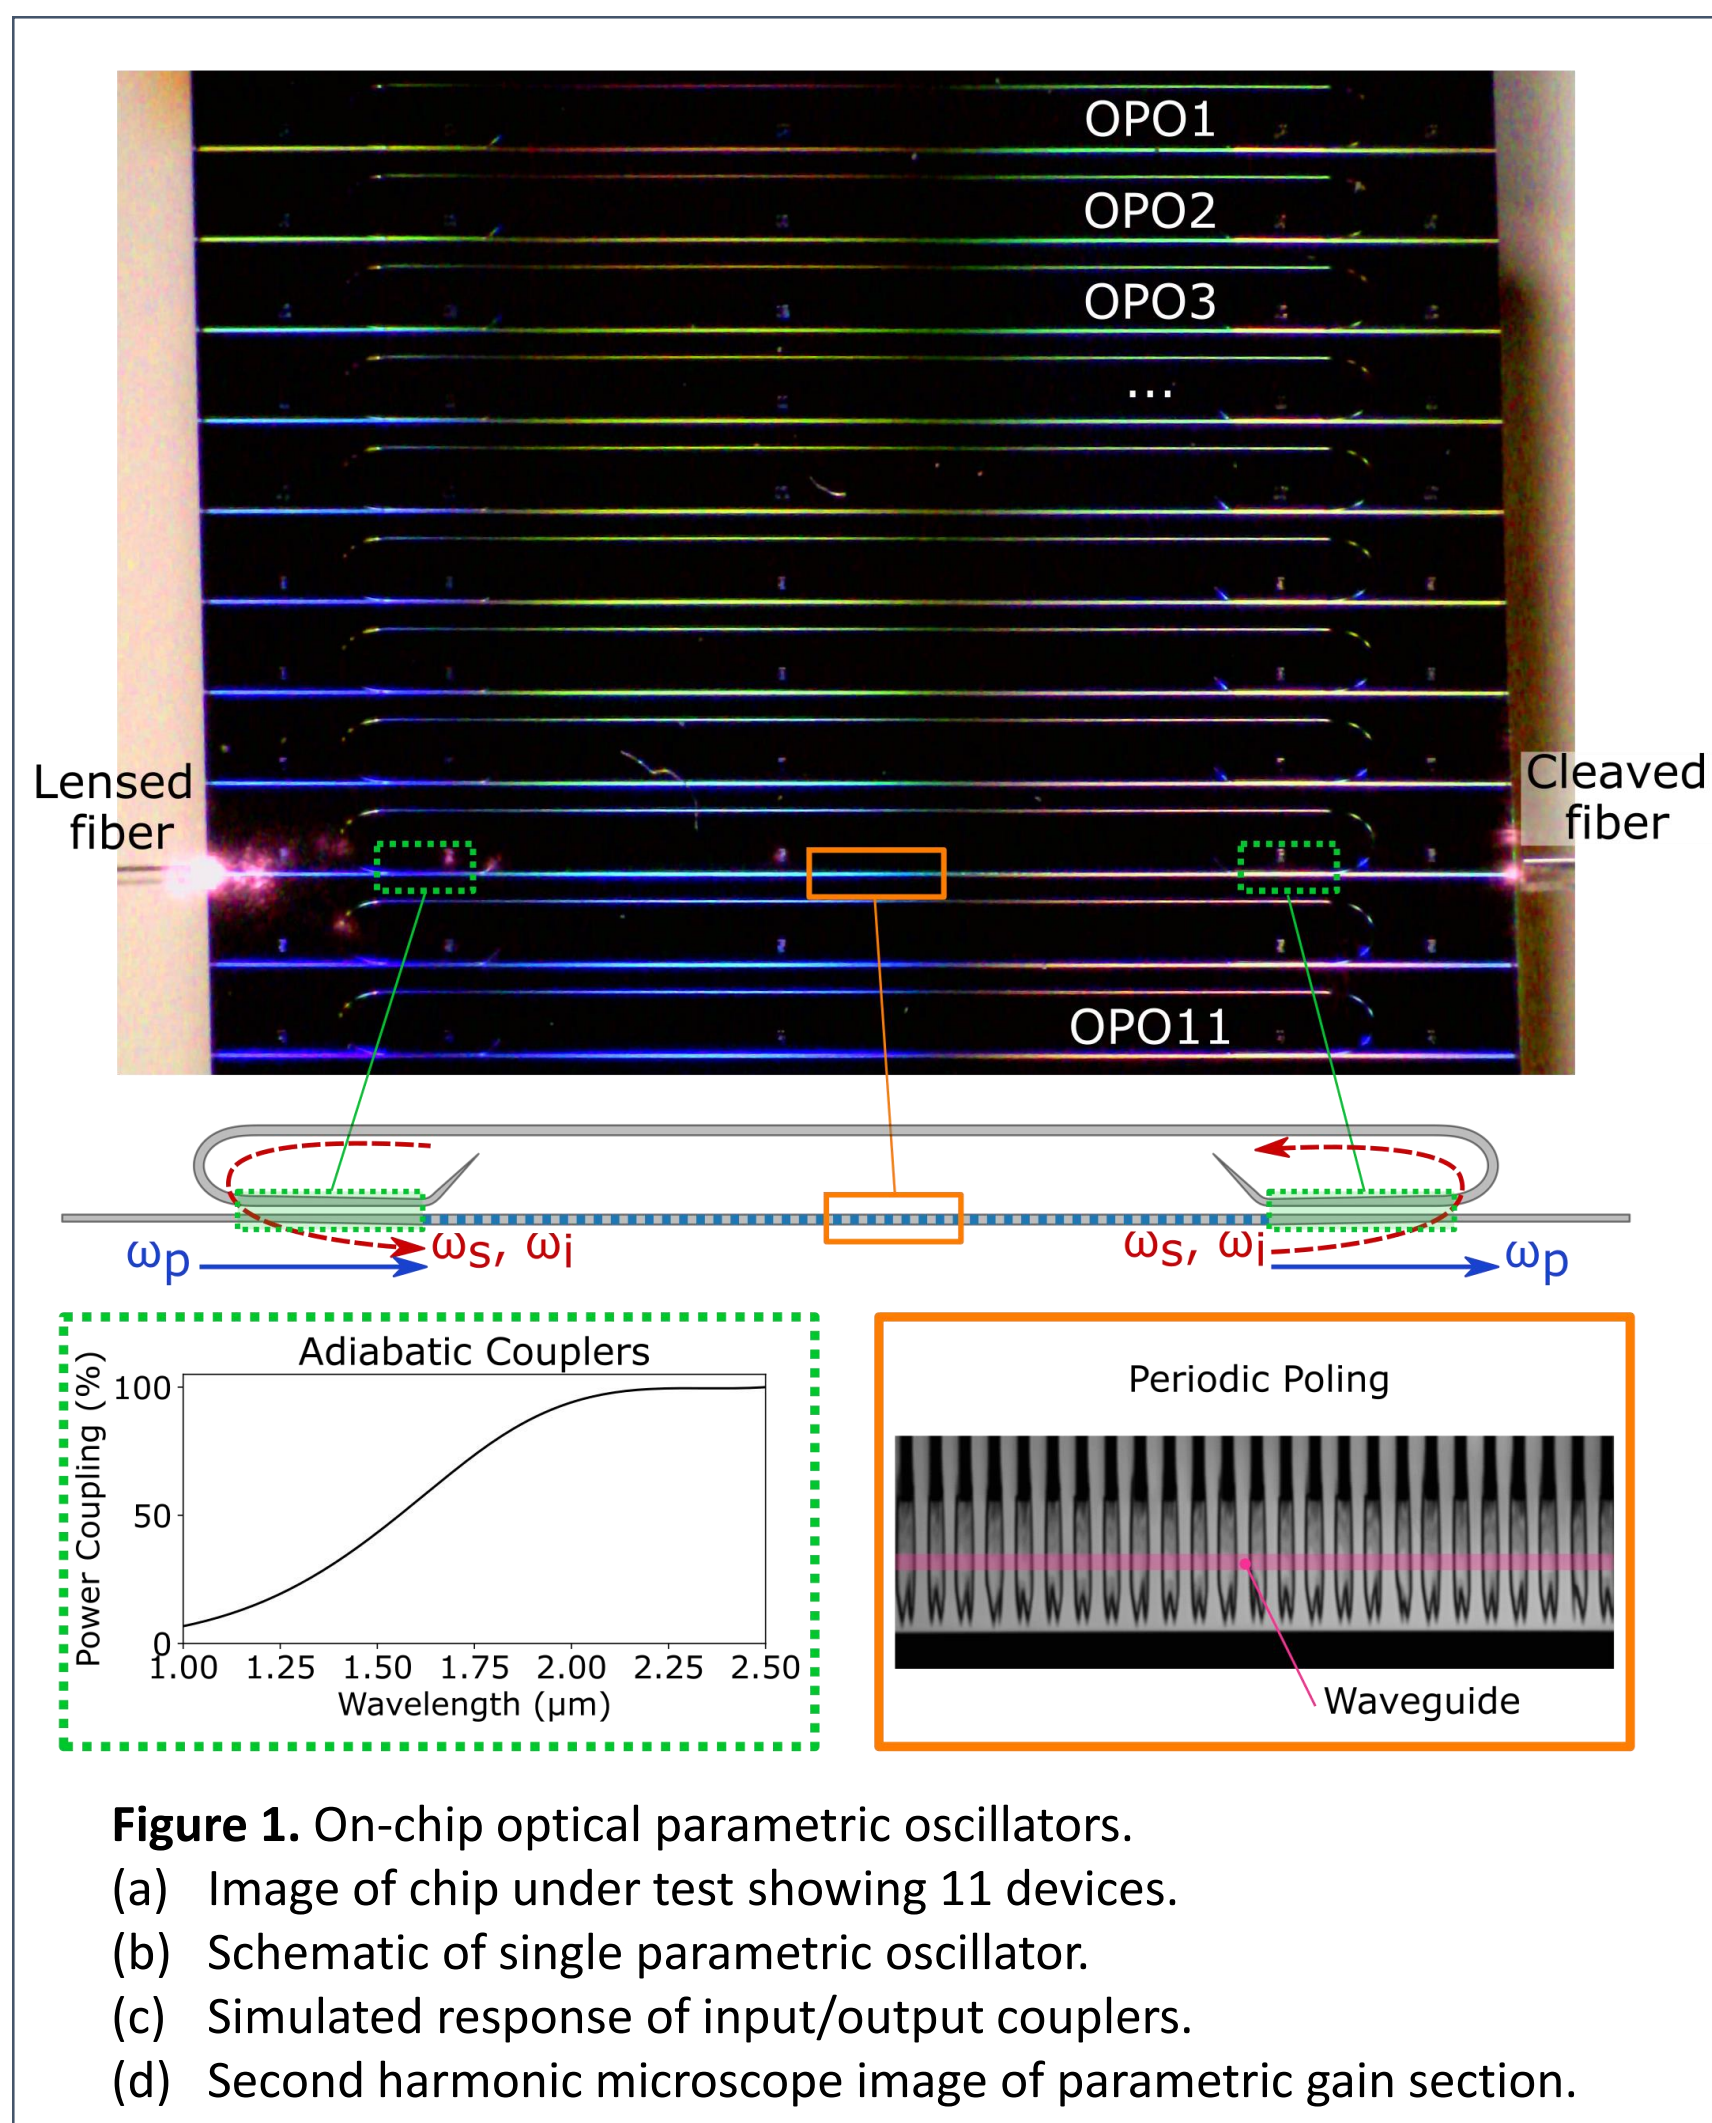 OPO1
OPO2
OPO3
...
Lensed
fiber
Cleaved
fiber
OPO11
ωp
ωs, ωi
ωs, ωi
ωp
Adiabatic Couplers
Power Coupling (%)
100
50
0
1.00 1.25 1.50 1.75 2.00 2.25 2.50
Wavelength (μm)
Periodic Poling
Waveguide
Figure 1. On-chip optical parametric oscillators.
(a) Image of chip under test showing 11 devices.
(b) Schematic of single parametric oscillator.
(c) Simulated response of input/output couplers.
(d) Second harmonic microscope image of parametric gain section.